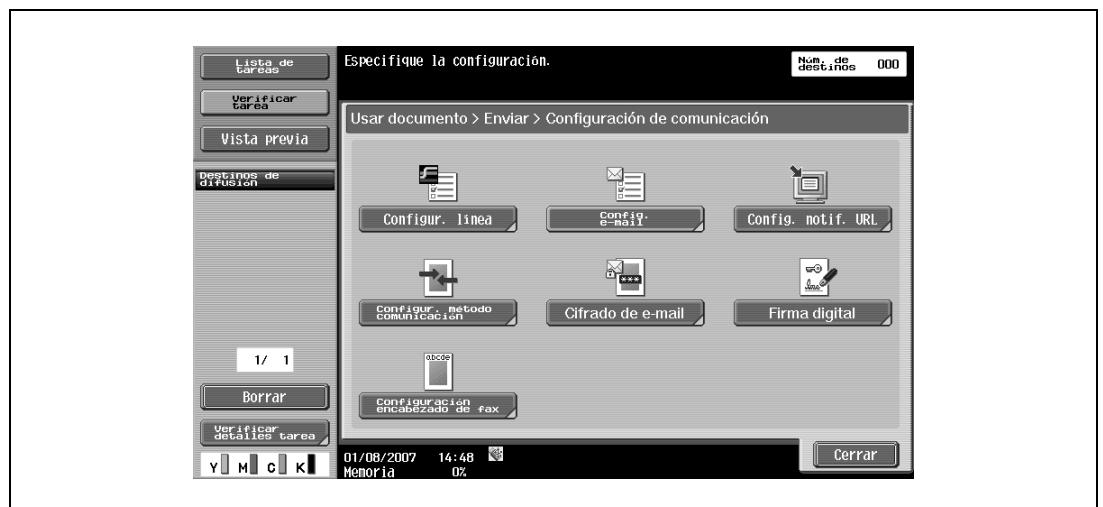 Lista de
tareas
Verificar
tarea
Vista previa
Destinos de
difusión
1/ 1
Borrar
Verificar
detalles tarea
Y M C K
Especifique la configuración.
Núm. de
destinos 000
Usar documento > Enviar > Configuración de comunicación
Configur. línea
Config.
e-mail
Config. notif. URL
Configur. método
comunicación
***
Cifrado de e-mail
Firma digital
abcde
Configuración
encabezado de fax
01/08/2007 14:48
Memoria 0%
Cerrar